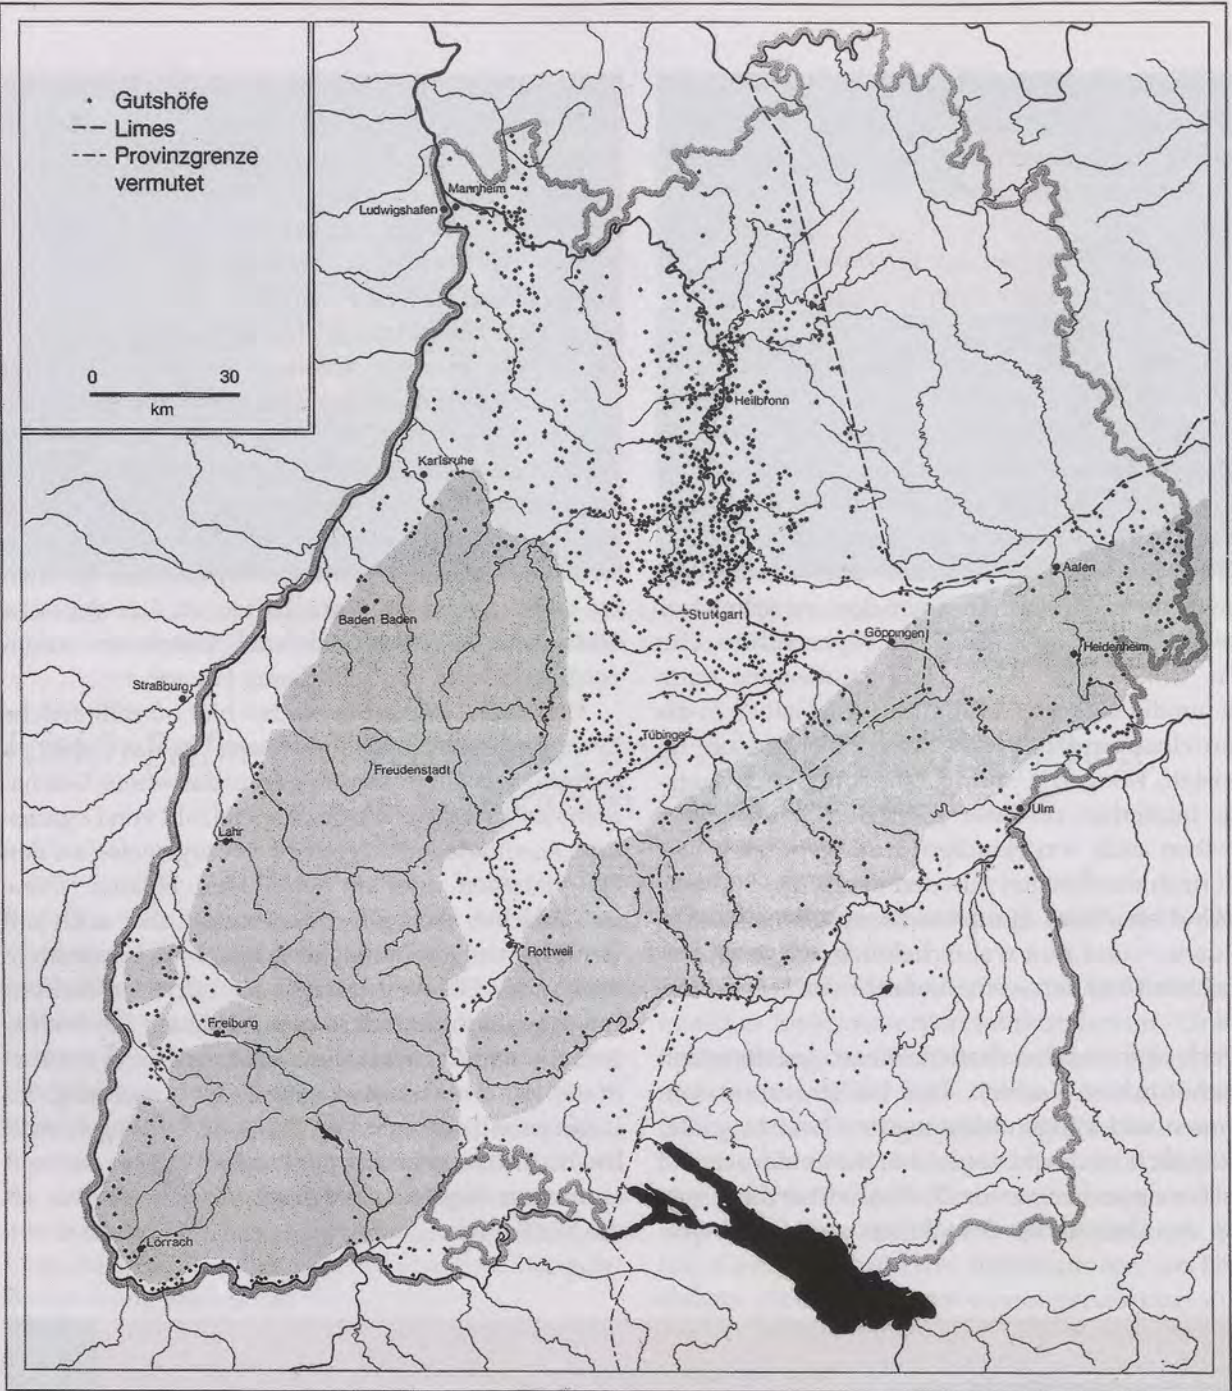 Gutshöfe
Limes
Provinzgrenze
vermutet
0 30
km
Mannheim
Ludwigshafen
Heilbronn
Karlsruhe
Aalen
Baden Baden
Stuttgart
Göppingen
Heidenheim
Straßburg
Tübingen
Freudenstadt
Ulm
Lahr
Rottweil
Freiburg
Lörrach